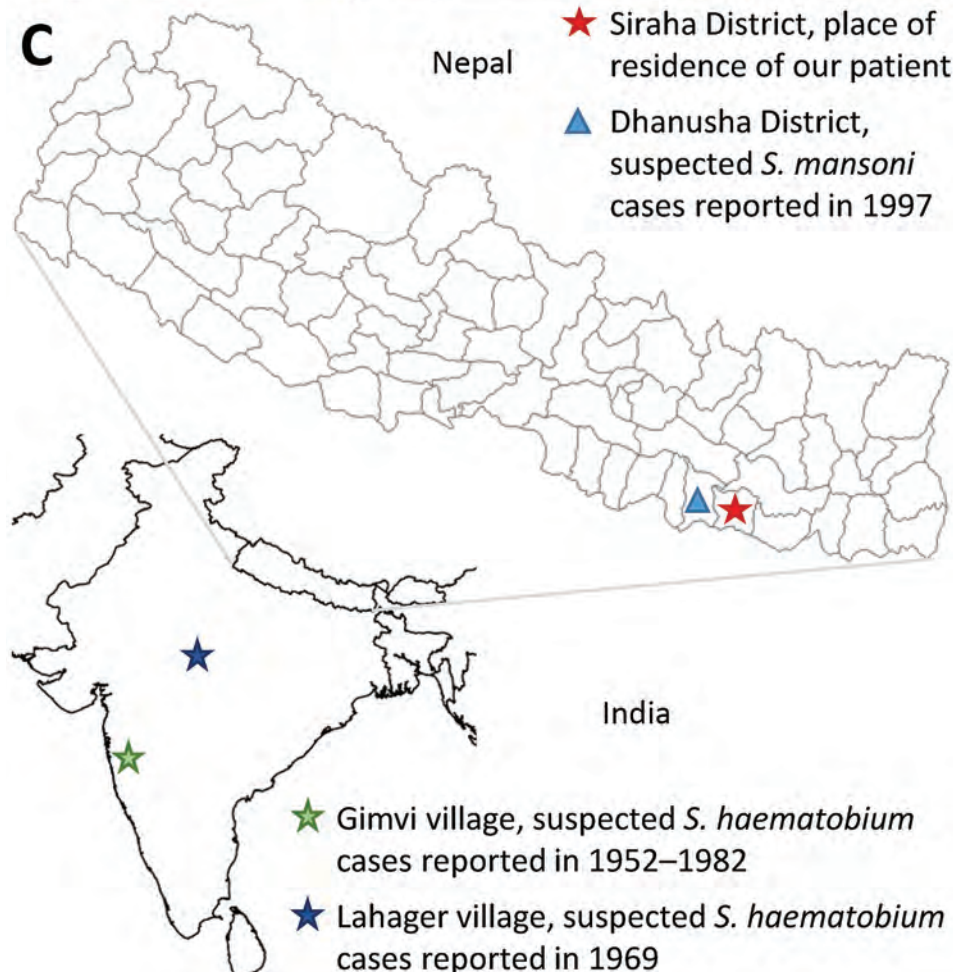 C
Nepal
Siraha District, place of
residence of our patient
Dhanusha District,
suspected S. mansoni
cases reported in 1997
India
Gimvi village, suspected S. haematobium
cases reported in 1952–1982
Lahager village, suspected S. haematobium
cases reported in 1969